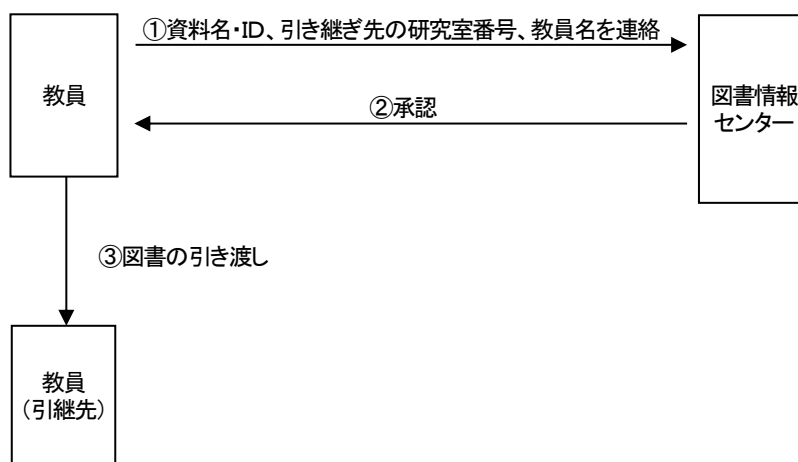 ①資料名・ID、引き継ぎ先の研究室番号、教員名を連絡
教員
図書情報
センター
②承認
③図書の引き渡し
教員
(引継先)